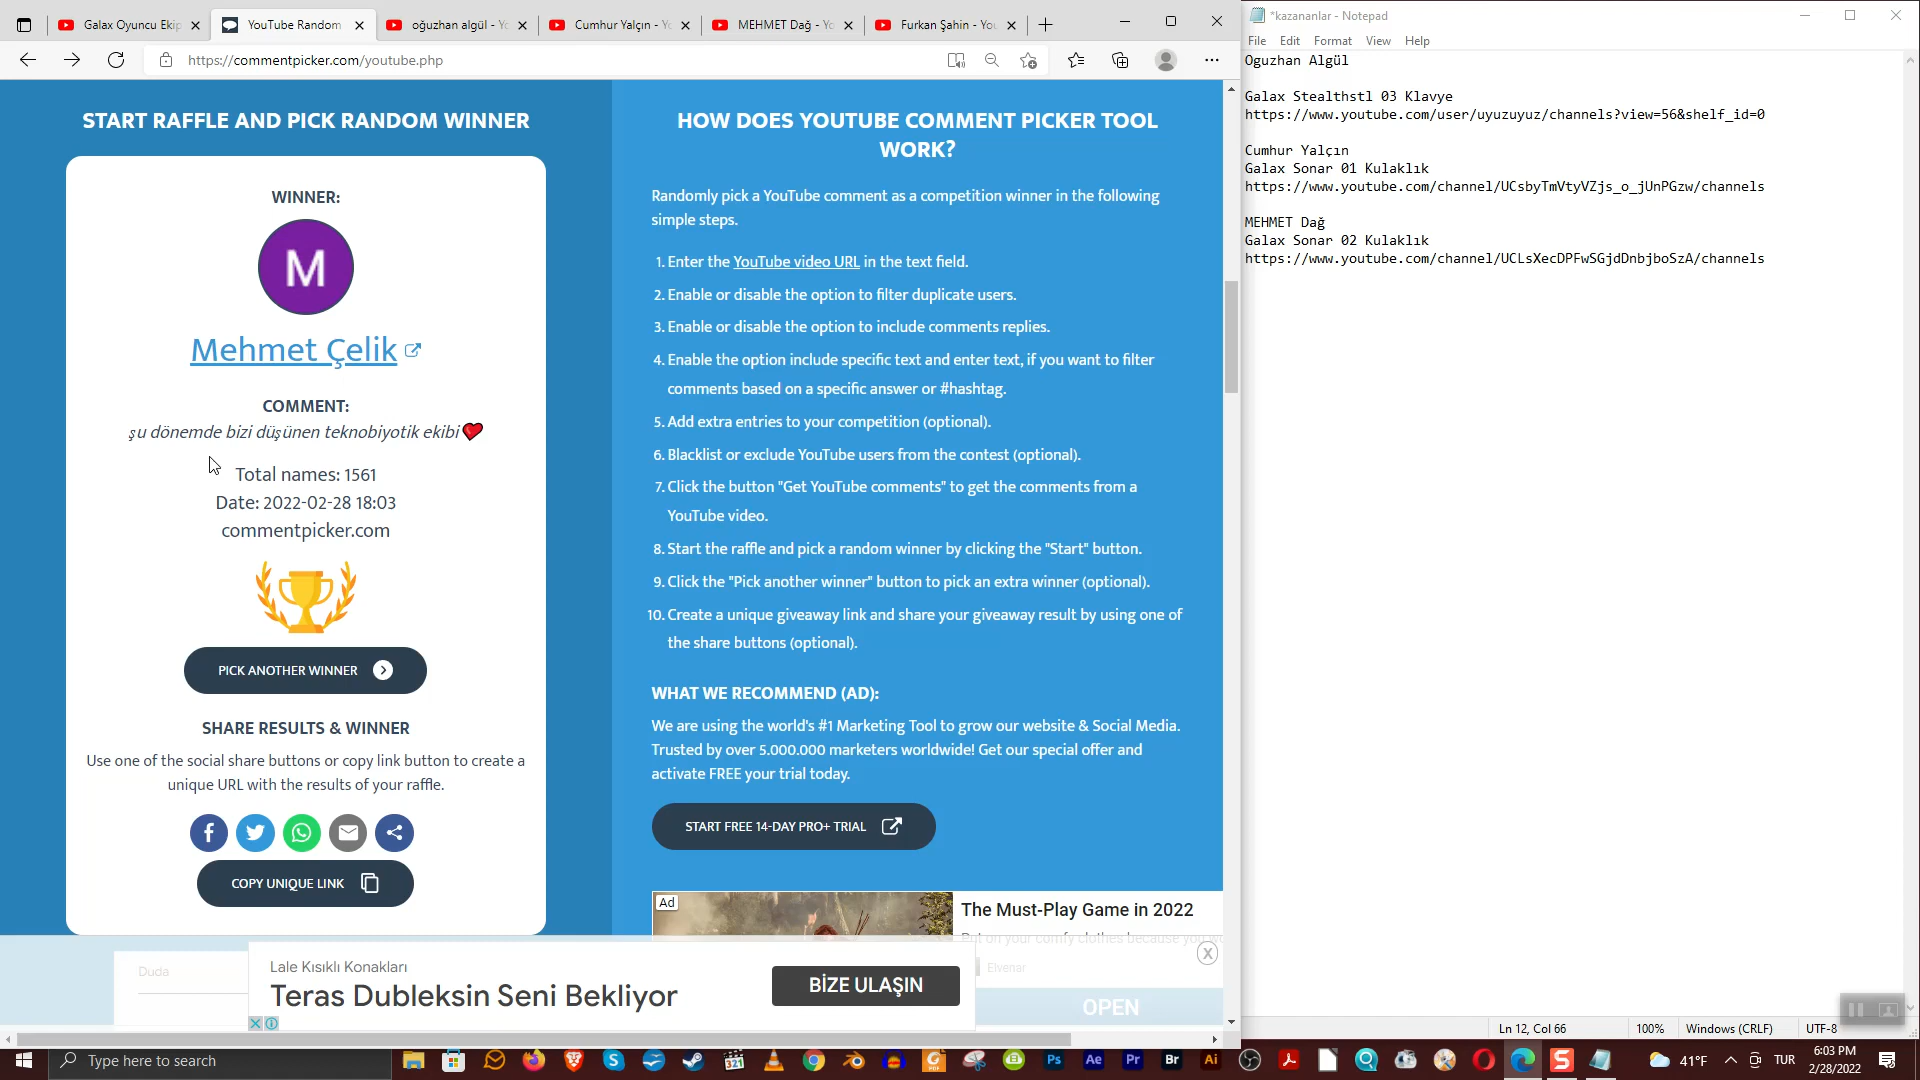 Galax Oyuncu Ekip
YouTube Random
oğuzhan algül - Yo
Cumhur Yalçın - Yo
MEHMET Dağ - Yo
Furkan Şahin - You
https://commentpicker.com/youtube.php
START RAFFLE AND PICK RANDOM WINNER
WINNER:
M
Mehmet Çelik
COMMENT:
şu dönemde bizi düşünen teknobiyotik ekibi❤
Total names: 1561
Date: 2022-02-28 18:03
commentpicker.com
PICK ANOTHER WINNER
SHARE RESULTS & WINNER
Use one of the social share buttons or copy link button to create a
unique URL with the results of your raffle.
COPY UNIQUE LINK
HOW DOES YOUTUBE COMMENT PICKER TOOL
WORK?
Randomly pick a YouTube comment as a competition winner in the following
simple steps.
1. Enter the YouTube video URL in the text field.
2. Enable or disable the option to filter duplicate users.
3. Enable or disable the option to include comments replies.
4. Enable the option include specific text and enter text, if you want to filter
comments based on a specific answer or #hashtag.
5. Add extra entries to your competition (optional).
6. Blacklist or exclude YouTube users from the contest (optional).
7. Click the button "Get YouTube comments" to get the comments from a
YouTube video.
8. Start the raffle and pick a random winner by clicking the "Start" button.
9. Click the "Pick another winner" button to pick an extra winner (optional).
10. Create a unique giveaway link and share your giveaway result by using one of
the share buttons (optional).
WHAT WE RECOMMEND (AD):
We are using the world's #1 Marketing Tool to grow our website & Social Media.
Trusted by over 5.000.000 marketers worldwide! Get our special offer and
activate FREE your trial today.
START FREE 14-DAY PRO+ TRIAL
Ad
The Must-Play Game in 2022
Put on your comfy clothes because you
Elvenar
OPEN
Duda
Lale Kısıklı Konakları
Teras Dubleksin Seni Bekliyor
BİZE ULAŞIN
*kazananlar - Notepad
File Edit Format View Help
Oguzhan Algül
Galax Stealthstl 03 Klavye
https://www.youtube.com/user/uyuzuyuz/channels?view=56&shelf_id=0
Cumhur Yalçın
Galax Sonar 01 Kulaklık
https://www.youtube.com/channel/UCsbyTmVtyVZjs_o_jUnPGzw/channels
MEHMET Dağ
Galax Sonar 02 Kulaklık
https://www.youtube.com/channel/UCLsXecDPFwSGjdDnbjboSzA/channels
Ln 12, Col 66
100%
Windows (CRLF)
UTF-8
Type here to search
321
Ps
Ae
Pr
Br
Ai
41°F
TUR
6:03 PM
2/28/2022